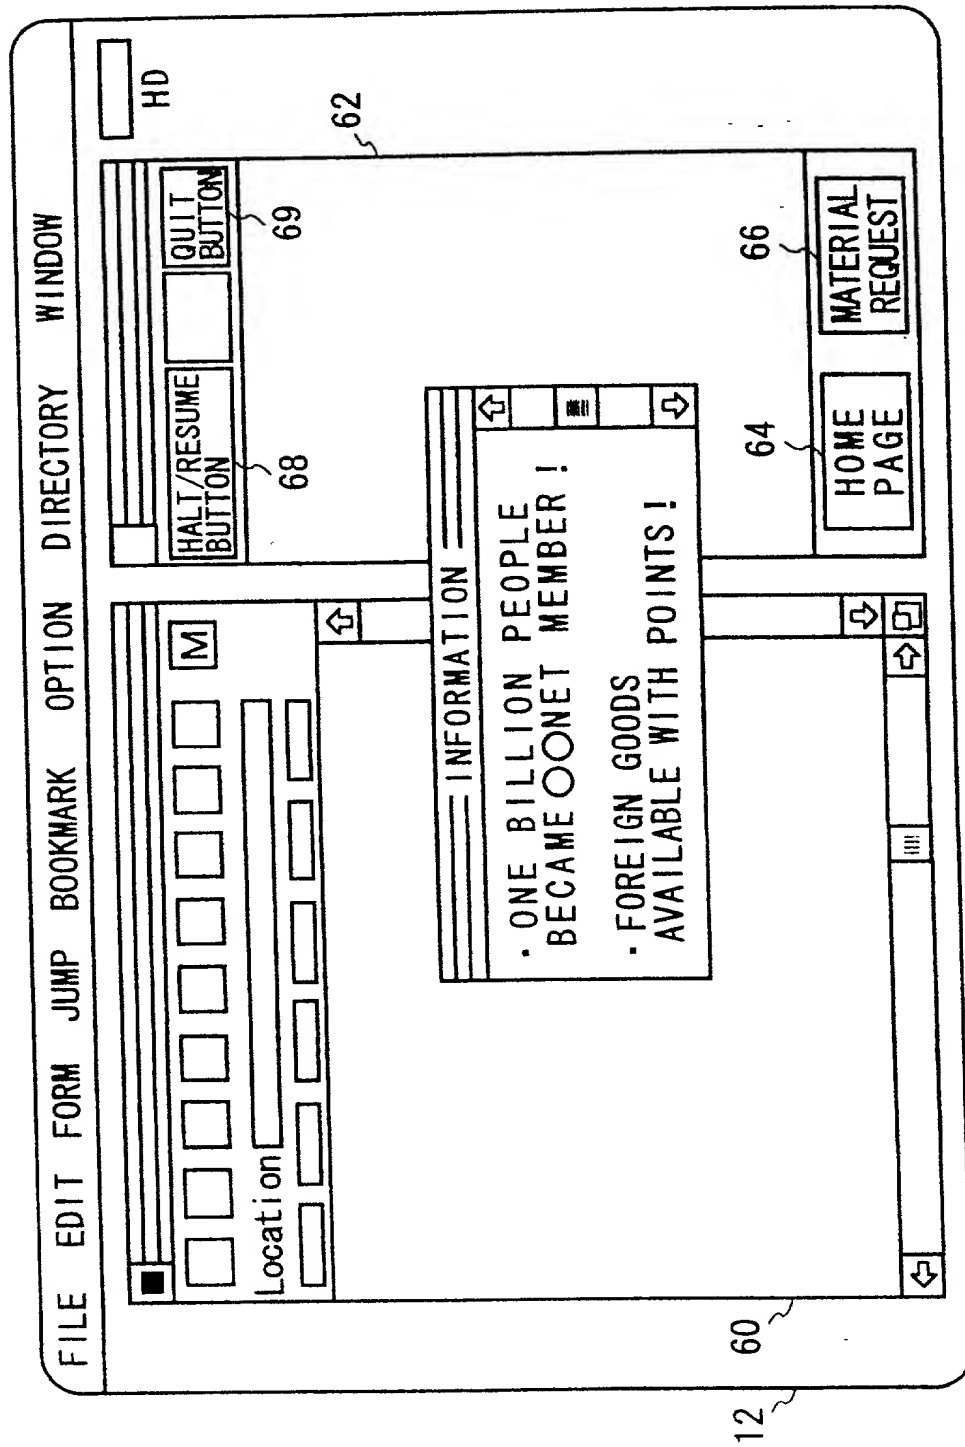 FILE EDIT FORM JUMP BOOKMARK OPTION DIRECTORY WINDOW
HD
M
Location
HALT/RESUME
BUTTON
QUIT
BUTTON
68
69
62
INFORMATION
・ONE BILLION PEOPLE
BECAME○○NET MEMBER!
・FOREIGN GOODS
AVAILABLE WITH POINTS!
64
66
HOME
PAGE
MATERIAL
REQUEST
60
12